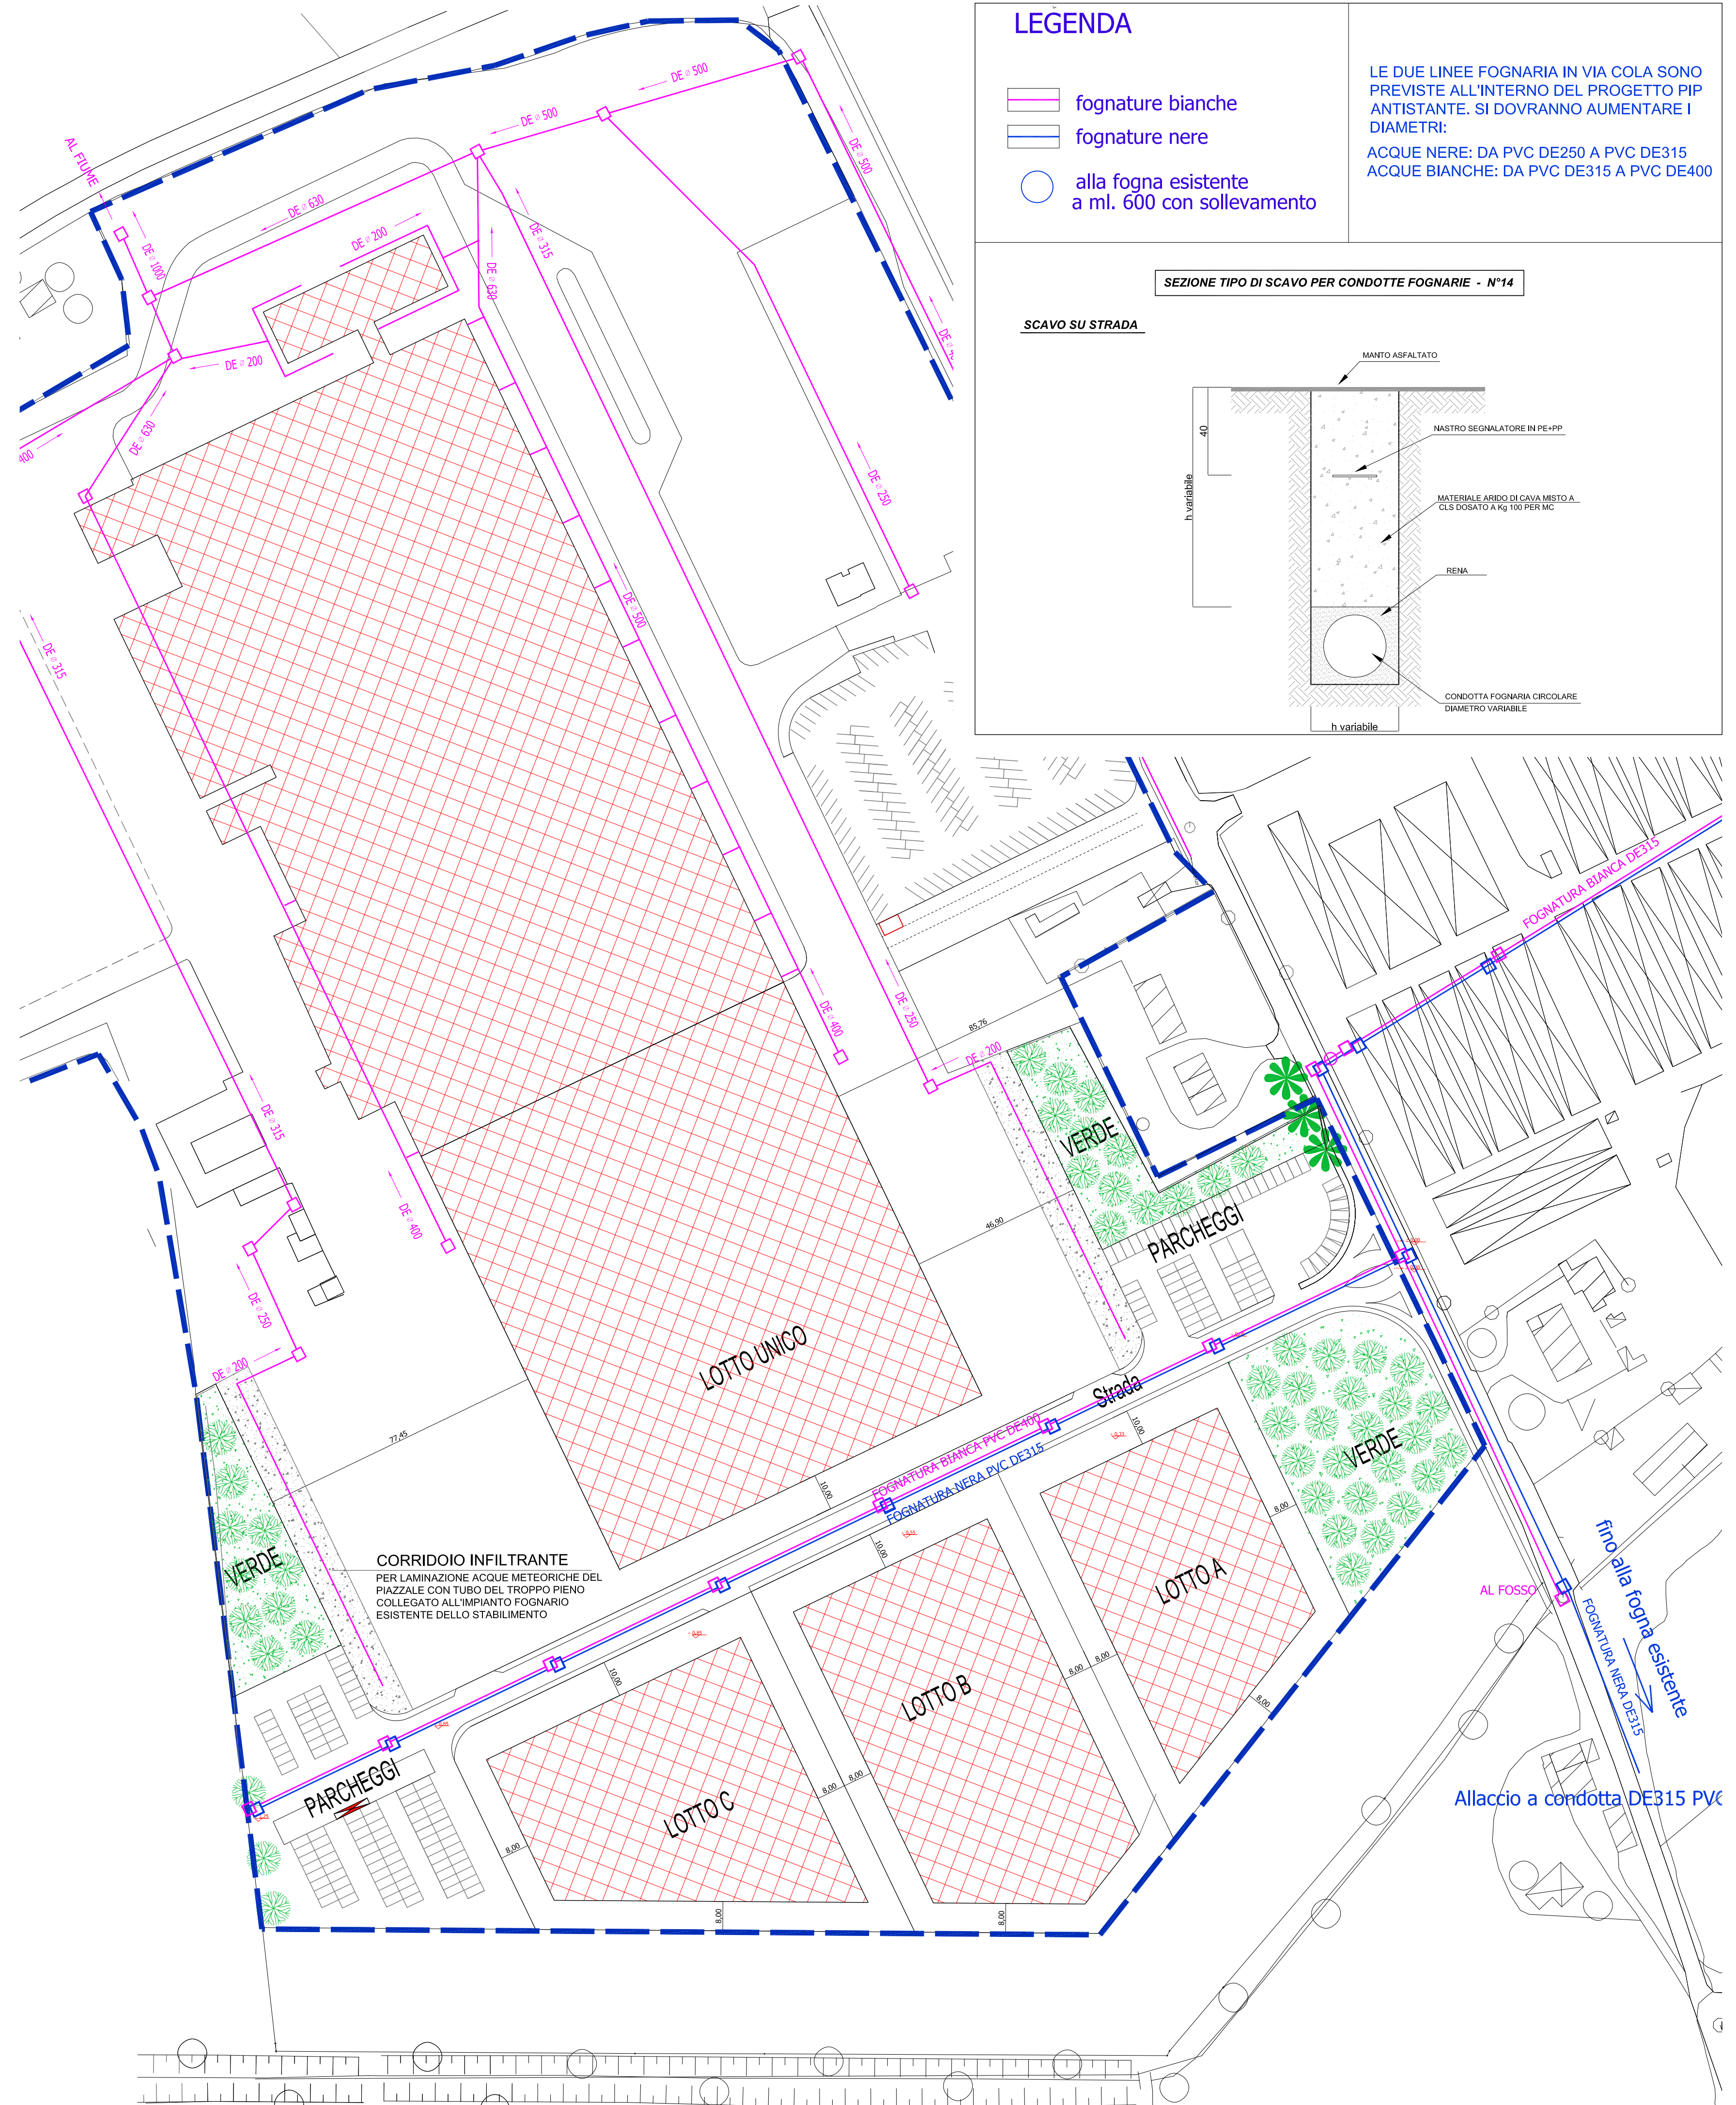 LEGENDA
fognature bianche
fognature nere
alla fogna esistente
a ml. 600 con sollevamento
LE DUE LINEE FOGNARIA IN VIA COLA SONO
PREVISTE ALL'INTERNO DEL PROGETTO PIP
ANTISTANTE. SI DOVRANNO AUMENTARE I
DIAMETRI:
ACQUE NERE: DA PVC DE250 A PVC DE315
ACQUE BIANCHE: DA PVC DE315 A PVC DE400
SEZIONE TIPO DI SCAVO PER CONDOTTE FOGNARIE - N°14
SCAVO SU STRADA
MANTO ASFALTATO
40
NASTRO SEGNALATORE IN PE+PP
h variabile
MATERIALE ARIDO DI CAVA MISTO A
CLS DOSATO A Kg 100 PER MC
RENA
CONDOTTA FOGNARIA CIRCOLARE
DIAMETRO VARIABILE
h variabile
AL FIUME
DE ø 500
DE ø 500
DE ø 500
DE ø 630
DE ø 200
DE ø 1000
DE ø 630
DE ø 315
DE ø 200
DE ø 630
400
DE ø 250
DE ø 500
DE ø 315
DE ø 400
DE ø 250
DE ø 200
85,76
DE ø 315
DE ø 400
46,90
DE ø 250
DE ø 200
77,45
FOGNATURA BIANCA DE315
VERDE
PARCHEGGI
LOTTO UNICO
Strada
10,00
10,00
FOGNATURA BIANCA PVC DE400
FOGNATURA NERA PVC DE315
VERDE
8,00
10,00
LOTTO A
VERDE
CORRIDOIO INFILTRANTE
PER LAMINAZIONE ACQUE METEORICHE DEL
PIAZZALE CON TUBO DEL TROPPO PIENO
COLLEGATO ALL'IMPIANTO FOGNARIO
ESISTENTE DELLO STABILIMENTO
AL FOSSO
fino alla fogna esistente
FOGNATURA NERA DE315
10,00
LOTTO B
8,00
8,00
8,00
PARCHEGGI
LOTTO C
8,00
8,00
8,00
8,00
8,00
Allaccio a condotta DE315 PVC